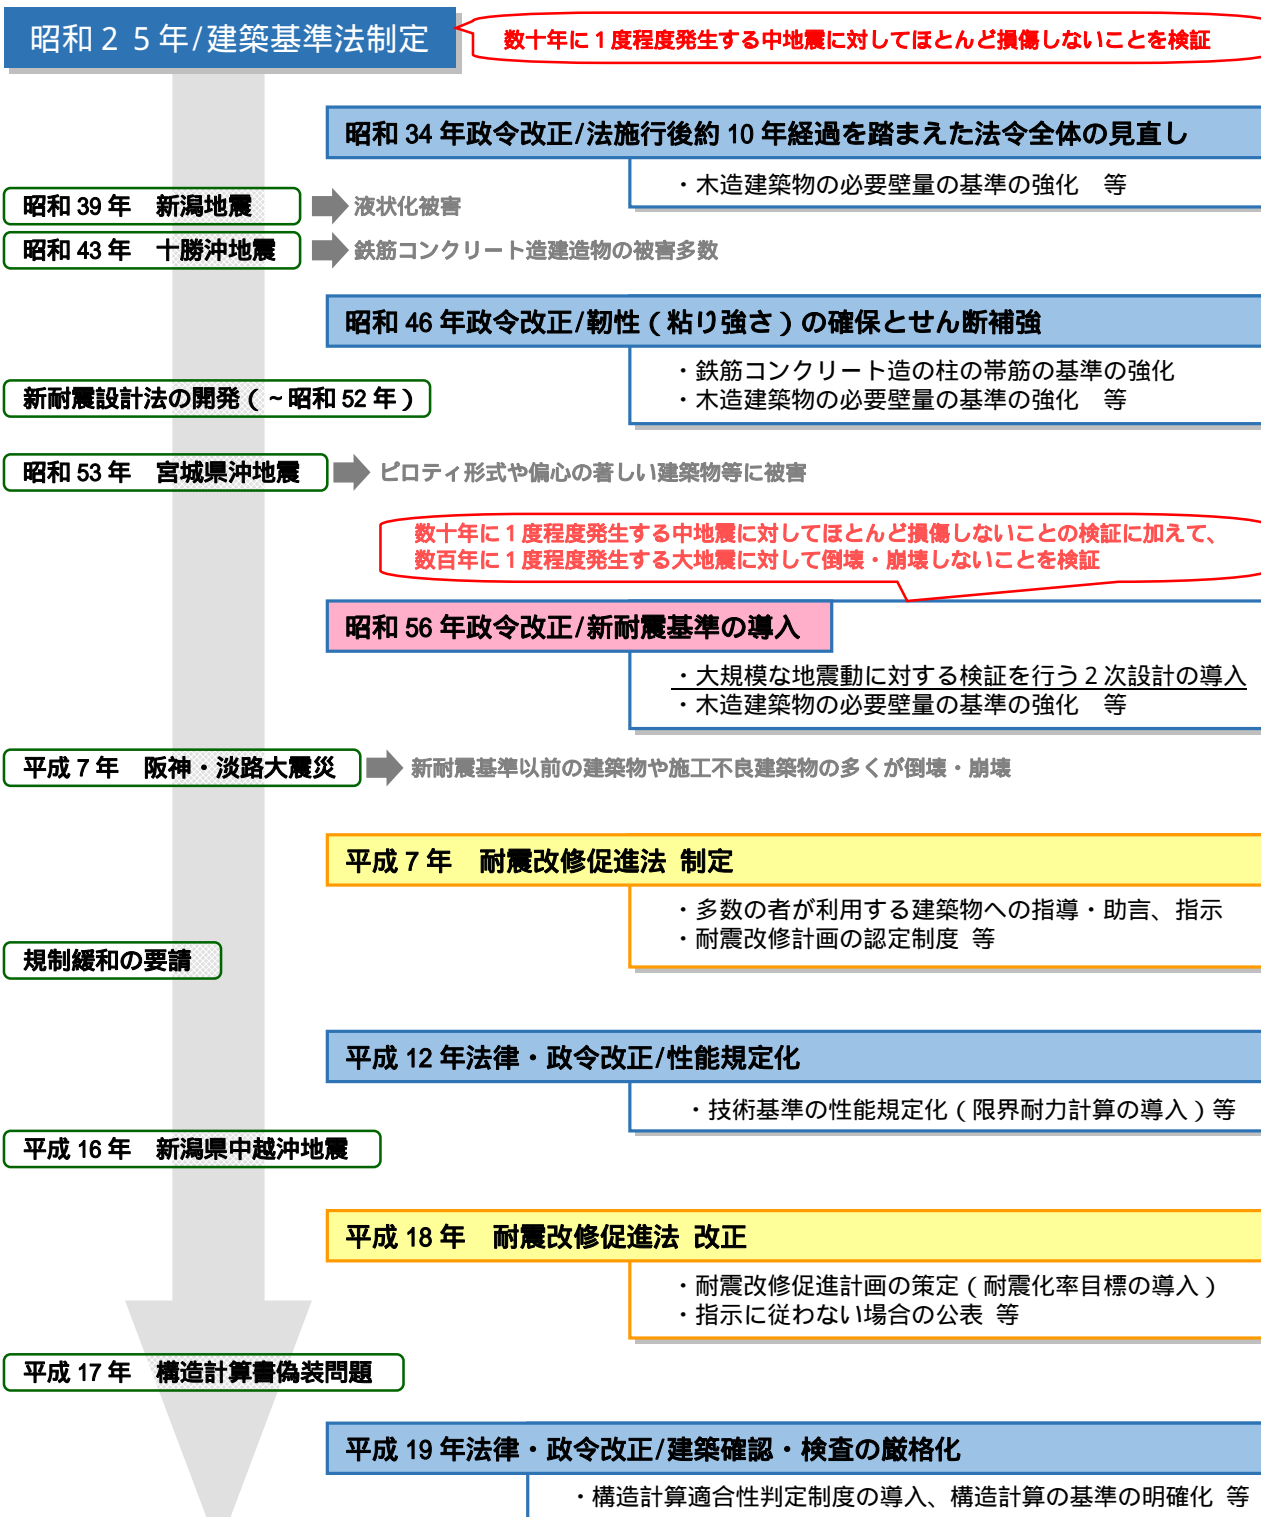 昭和２５年/建築基準法制定
数十年に１度程度発生する中地震に対してほとんど損傷しないことを検証
昭和 34 年政令改正/法施行後約 10 年経過を踏まえた法令全体の見直し
・木造建築物の必要壁量の基準の強化　等
昭和 39 年　新潟地震
液状化被害
昭和 43 年　十勝沖地震
鉄筋コンクリート造建造物の被害多数
昭和 46 年政令改正/靭性（粘り強さ）の確保とせん断補強
・鉄筋コンクリート造の柱の帯筋の基準の強化
・木造建築物の必要壁量の基準の強化　等
新耐震設計法の開発（～昭和 52 年）
昭和 53 年　宮城県沖地震
ピロティ形式や偏心の著しい建築物等に被害
数十年に１度程度発生する中地震に対してほとんど損傷しないことの検証に加えて、
数百年に１度程度発生する大地震に対して倒壊・崩壊しないことを検証
昭和 56 年政令改正/新耐震基準の導入
・大規模な地震動に対する検証を行う２次設計の導入
・木造建築物の必要壁量の基準の強化　等
平成 7 年　阪神・淡路大震災
新耐震基準以前の建築物や施工不良建築物の多くが倒壊・崩壊
平成 7 年　耐震改修促進法 制定
・多数の者が利用する建築物への指導・助言、指示
・耐震改修計画の認定制度 等
規制緩和の要請
平成 12 年法律・政令改正/性能規定化
・技術基準の性能規定化（限界耐力計算の導入）等
平成 16 年　新潟県中越沖地震
平成 18 年　耐震改修促進法 改正
・耐震改修促進計画の策定（耐震化率目標の導入）
・指示に従わない場合の公表 等
平成 17 年　構造計算書偽装問題
平成 19 年法律・政令改正/建築確認・検査の厳格化
・構造計算適合性判定制度の導入、構造計算の基準の明確化 等